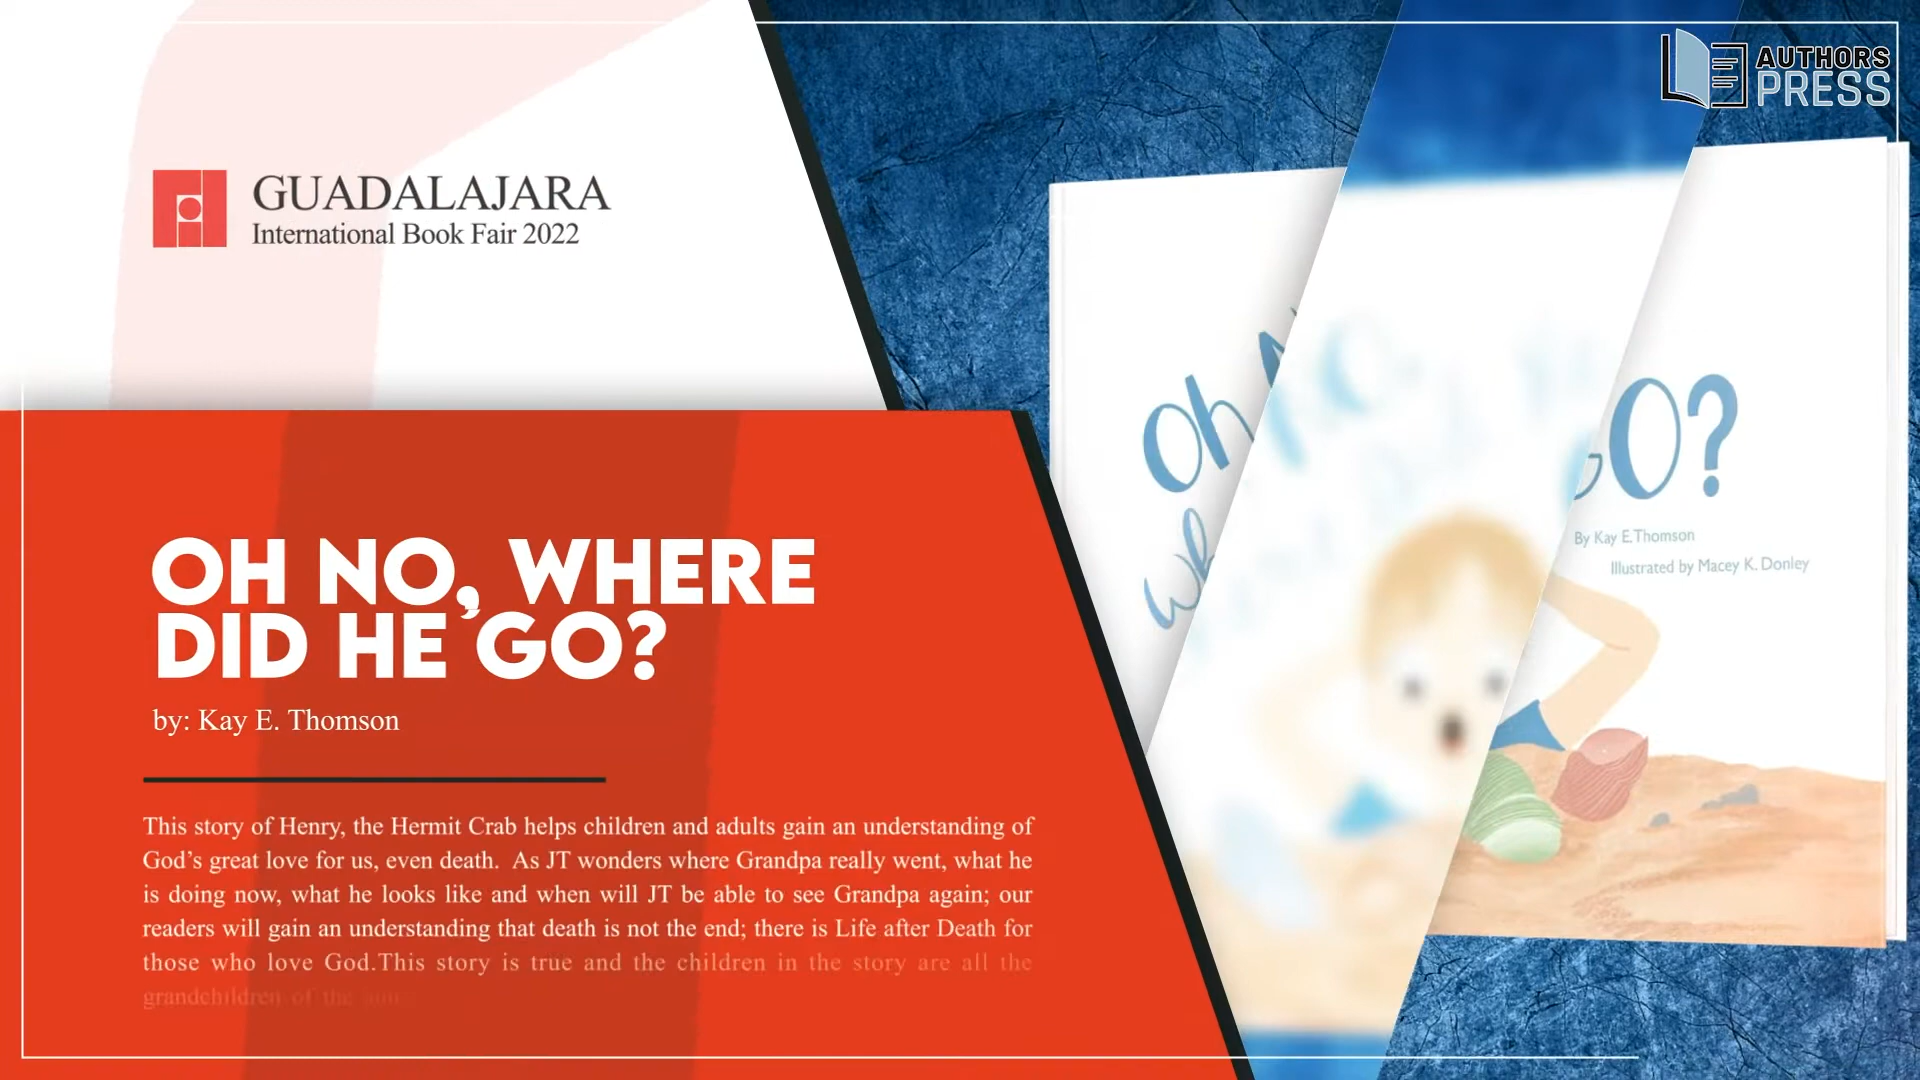 AUTHORS
PRESS
GUADALAJARA
International Book Fair 2022
OH NO, WHERE
DID HE GO?
by: Kay E. Thomson
This story of Henry, the Hermit Crab helps children and adults gain an understanding of
God's great love for us, even death.  As JT wonders where Grandpa really went, what he
is doing now, what he looks like and when will JT be able to see Grandpa again; our
readers will gain an understanding that death is not the end; there is Life after Death for
those who love God.This story is true and the children in the story are all the
grandchildren of the
Oh
GO?
By Kay E.Thomson
Illustrated by Macey K. Donley